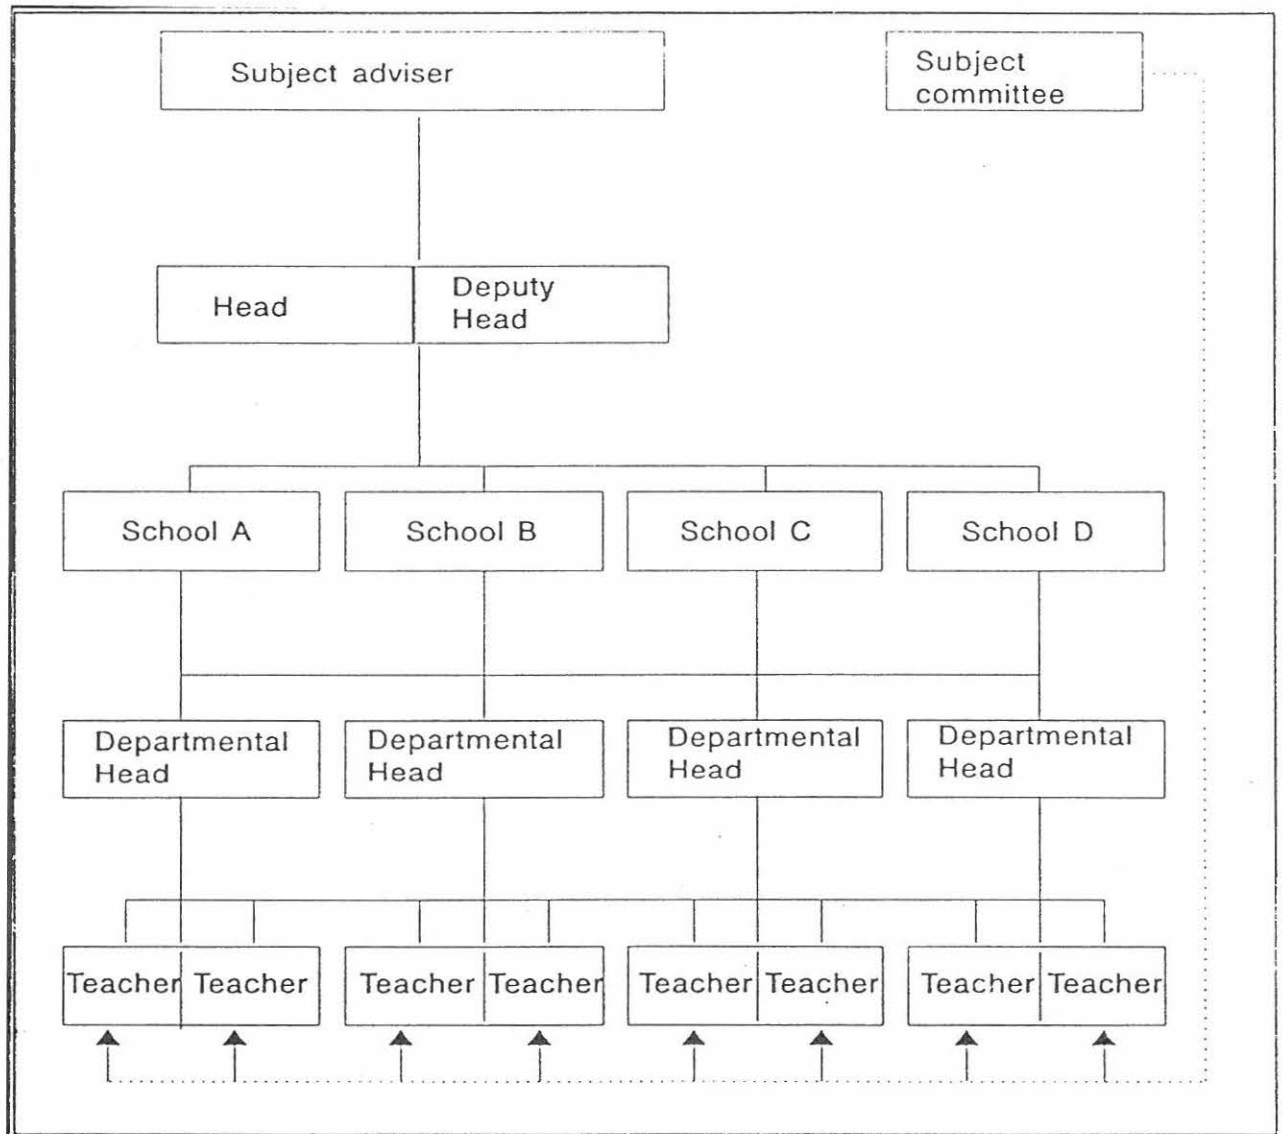 Subject adviser
Subject
committee
Head
Deputy
Head
School A
School B
School C
School D
Departmental
Head
Departmental
Head
Departmental
Head
Departmental
Head
Teacher
Teacher
Teacher
Teacher
Teacher
Teacher
Teacher
Teacher